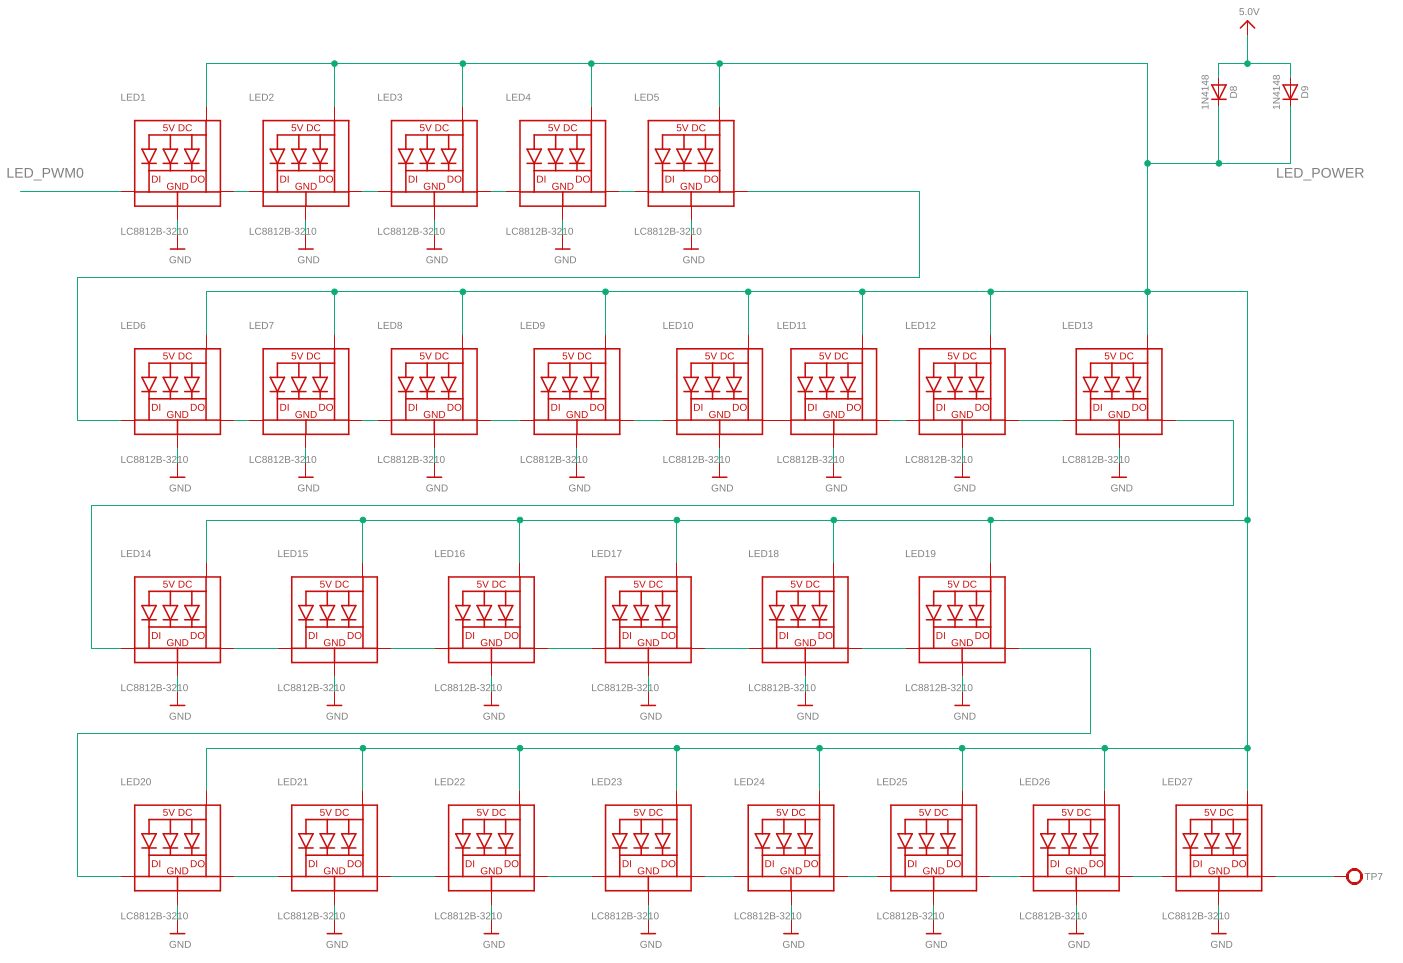 5.0V
1N4148 D8 1N4148 D9
LED1 LED2 LED3 LED4 LED5
5V DC 5V DC 5V DC 5V DC 5V DC
LED_PWM0 LED_POWER
DI DO DI DO DI DO DI DO DI DO
GND GND GND GND GND
LC8812B-3210 LC8812B-3210 LC8812B-3210 LC8812B-3210 LC8812B-3210
GND GND GND GND GND
LED6 LED7 LED8 LED9 LED10 LED11 LED12 LED13
5V DC 5V DC 5V DC 5V DC 5V DC 5V DC 5V DC 5V DC
DI DO DI DO DI DO DI DO DI DO DI DO DI DO DI DO
GND GND GND GND GND GND GND GND
LC8812B-3210 LC8812B-3210 LC8812B-3210 LC8812B-3210 LC8812B-3210 LC8812B-3210 LC8812B-3210 LC8812B-3210
GND GND GND GND GND GND GND GND
LED14 LED15 LED16 LED17 LED18 LED19
5V DC 5V DC 5V DC 5V DC 5V DC 5V DC
DI DO DI DO DI DO DI DO DI DO DI DO
GND GND GND GND GND GND
LC8812B-3210 LC8812B-3210 LC8812B-3210 LC8812B-3210 LC8812B-3210 LC8812B-3210
GND GND GND GND GND GND
LED20 LED21 LED22 LED23 LED24 LED25 LED26 LED27
5V DC 5V DC 5V DC 5V DC 5V DC 5V DC 5V DC 5V DC
DI DO DI DO DI DO DI DO DI DO DI DO DI DO DI DO
GND GND GND GND GND GND GND GND
TP7
LC8812B-3210 LC8812B-3210 LC8812B-3210 LC8812B-3210 LC8812B-3210 LC8812B-3210 LC8812B-3210 LC8812B-3210
GND GND GND GND GND GND GND GND